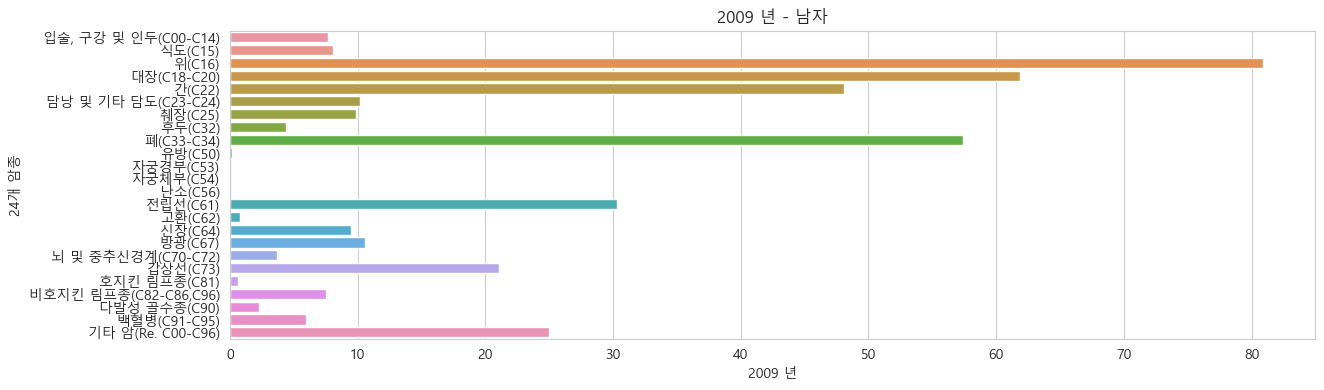 2009 년 - 남자
24개 암종
입술, 구강 및 인두(C00-C14)
식도(C15)
위(C16)
대장(C18-C20)
간(C22)
담낭 및 기타 담도(C23-C24)
췌장(C25)
후두(C32)
폐(C33-C34)
유방(C50)
자궁경부(C53)
자궁체부(C54)
난소(C56)
전립선(C61)
고환(C62)
신장(C64)
방광(C67)
뇌 및 중추신경계(C70-C72)
갑상선(C73)
호지킨 림프종(C81)
비호지킨 림프종(C82-C86,C96)
다발성 골수종(C90)
백혈병(C91-C95)
기타 암(Re. C00-C96)
0 10 20 30 40 50 60 70 80
2009 년